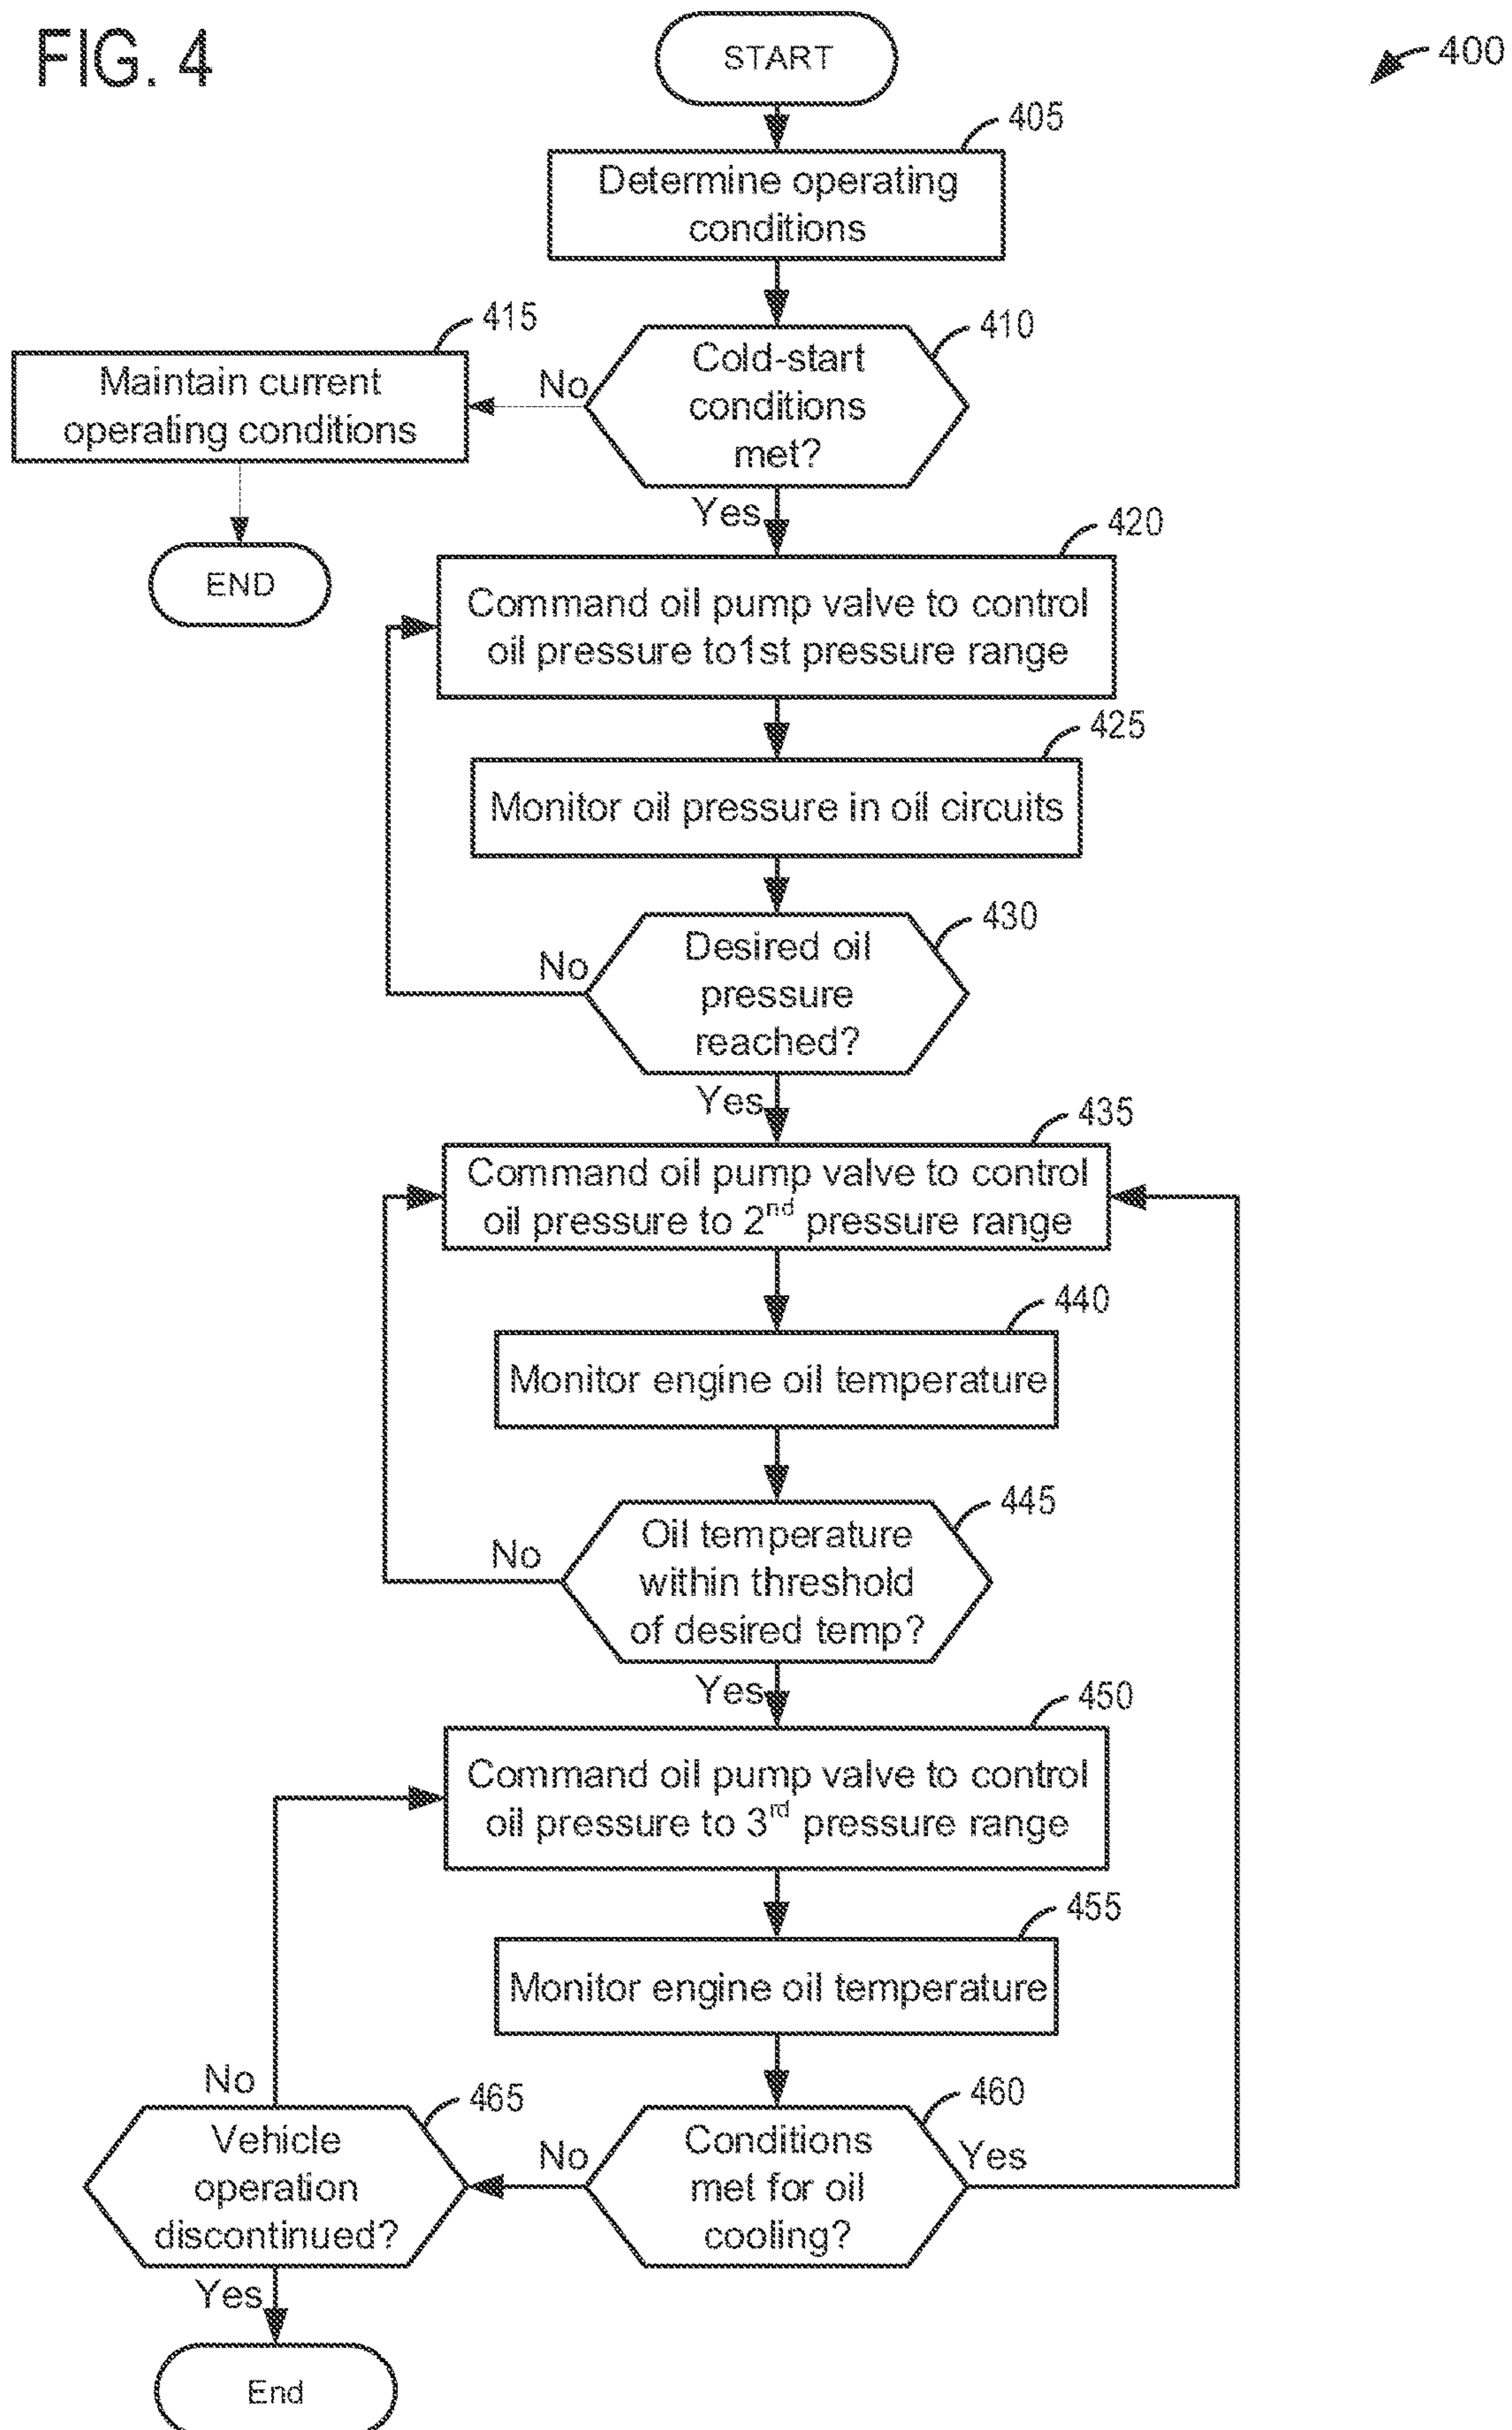 FIG. 4
400
START
405
Determine operating
conditions
410
Cold-start
conditions
met?
No
415
Maintain current
operating conditions
END
Yes
420
Command oil pump valve to control
oil pressure to1st pressure range
425
Monitor oil pressure in oil circuits
430
Desired oil
pressure
reached?
No
Yes
435
Command oil pump valve to control
oil pressure to 2nd pressure range
440
Monitor engine oil temperature
445
Oil temperature
within threshold
of desired temp?
No
Yes
450
Command oil pump valve to control
oil pressure to 3rd pressure range
455
Monitor engine oil temperature
460
Conditions
met for oil
cooling?
Yes
No
465
Vehicle
operation
discontinued?
No
Yes
End